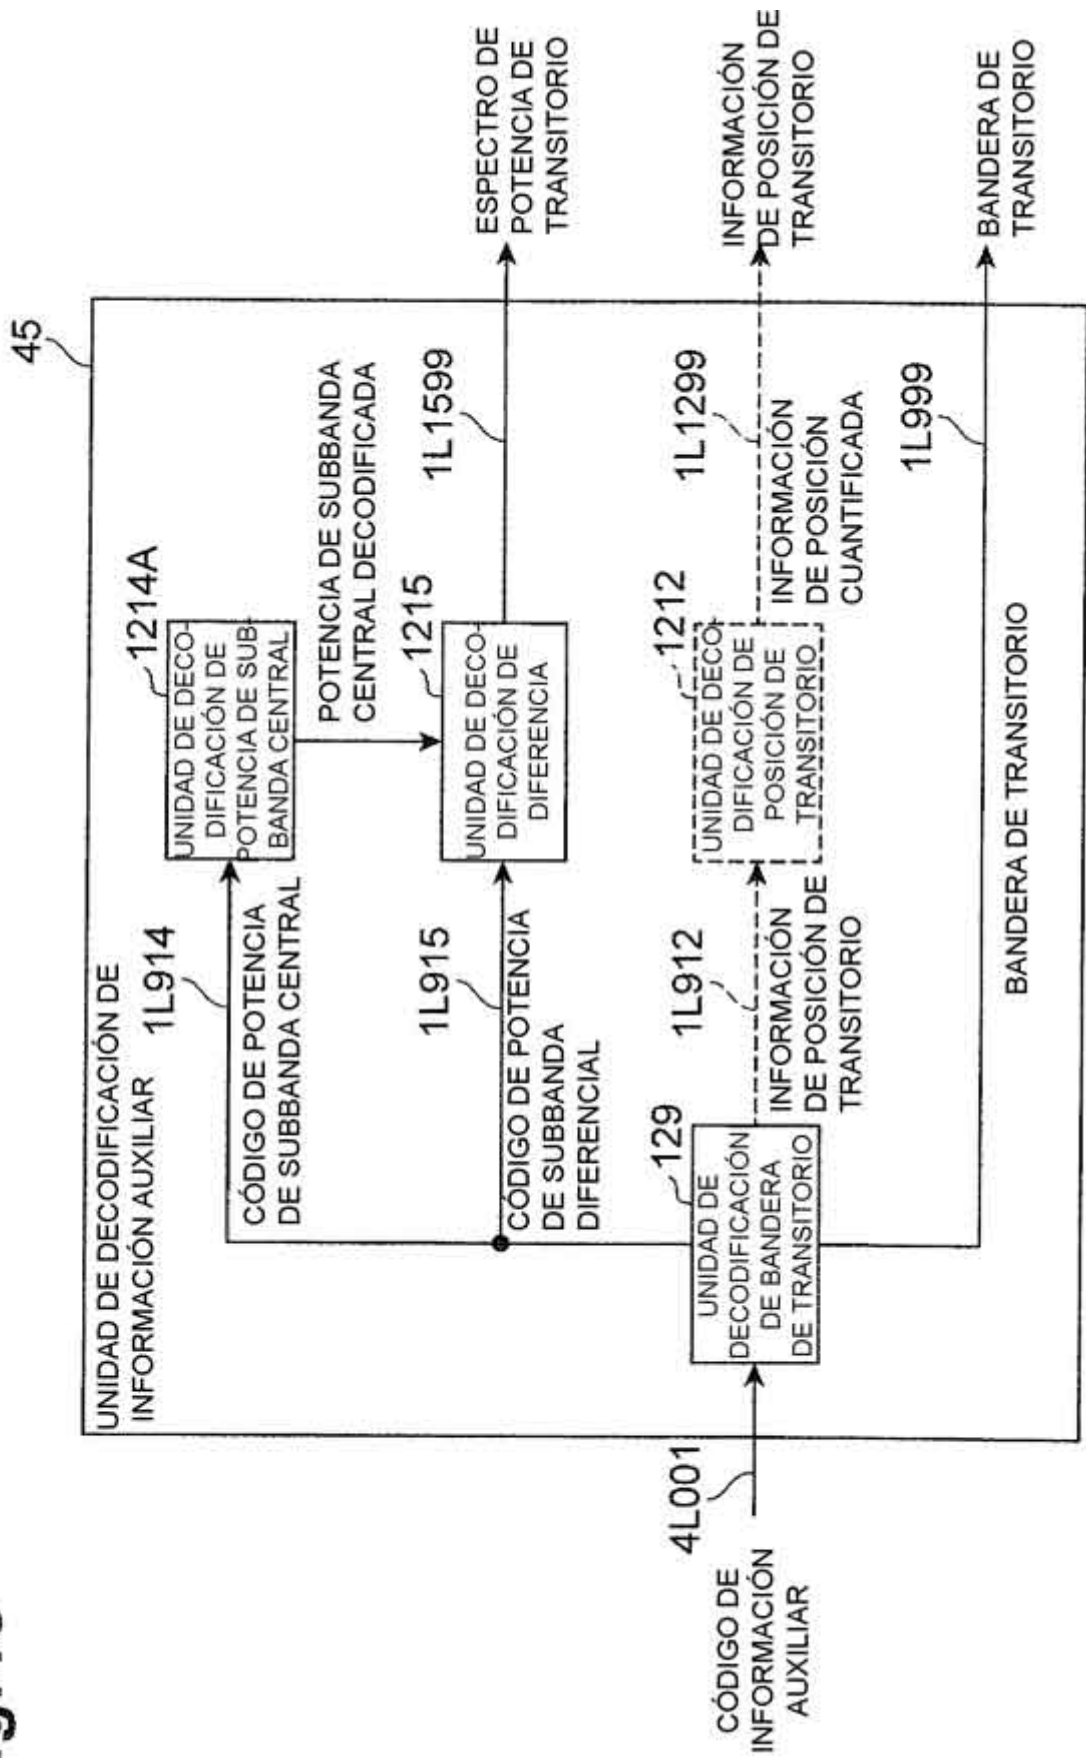 45
UNIDAD DE DECODIFICACIÓN DE
INFORMACIÓN AUXILIAR
1L914
CÓDIGO DE POTENCIA
DE SUBBANDA CENTRAL
1214A
UNIDAD DE DECO-
DIFICACIÓN DE
POTENCIA DE SUB-
BANDA CENTRAL
POTENCIA DE SUBBANDA
CENTRAL DECODIFICADA
1L915
CÓDIGO DE POTENCIA
DE SUBBANDA
DIFERENCIAL
1215
UNIDAD DE DECO-
DIFICACIÓN DE
DIFERENCIA
1L1599
ESPECTRO DE
POTENCIA DE
TRANSITORIO
4L001
CÓDIGO DE
INFORMACIÓN
AUXILIAR
129
UNIDAD DE
DECODIFICACIÓN
DE BANDERA
DE TRANSITORIO
1L912
INFORMACIÓN
DE POSICIÓN DE
TRANSITORIO
1212
UNIDAD DE DECO-
DIFICACIÓN DE
POSICIÓN DE
TRANSITORIO
1L1299
INFORMACIÓN
DE POSICIÓN
CUANTIFICADA
INFORMACIÓN
DE POSICIÓN DE
TRANSITORIO
1L999
BANDERA DE TRANSITORIO
BANDERA DE
TRANSITORIO